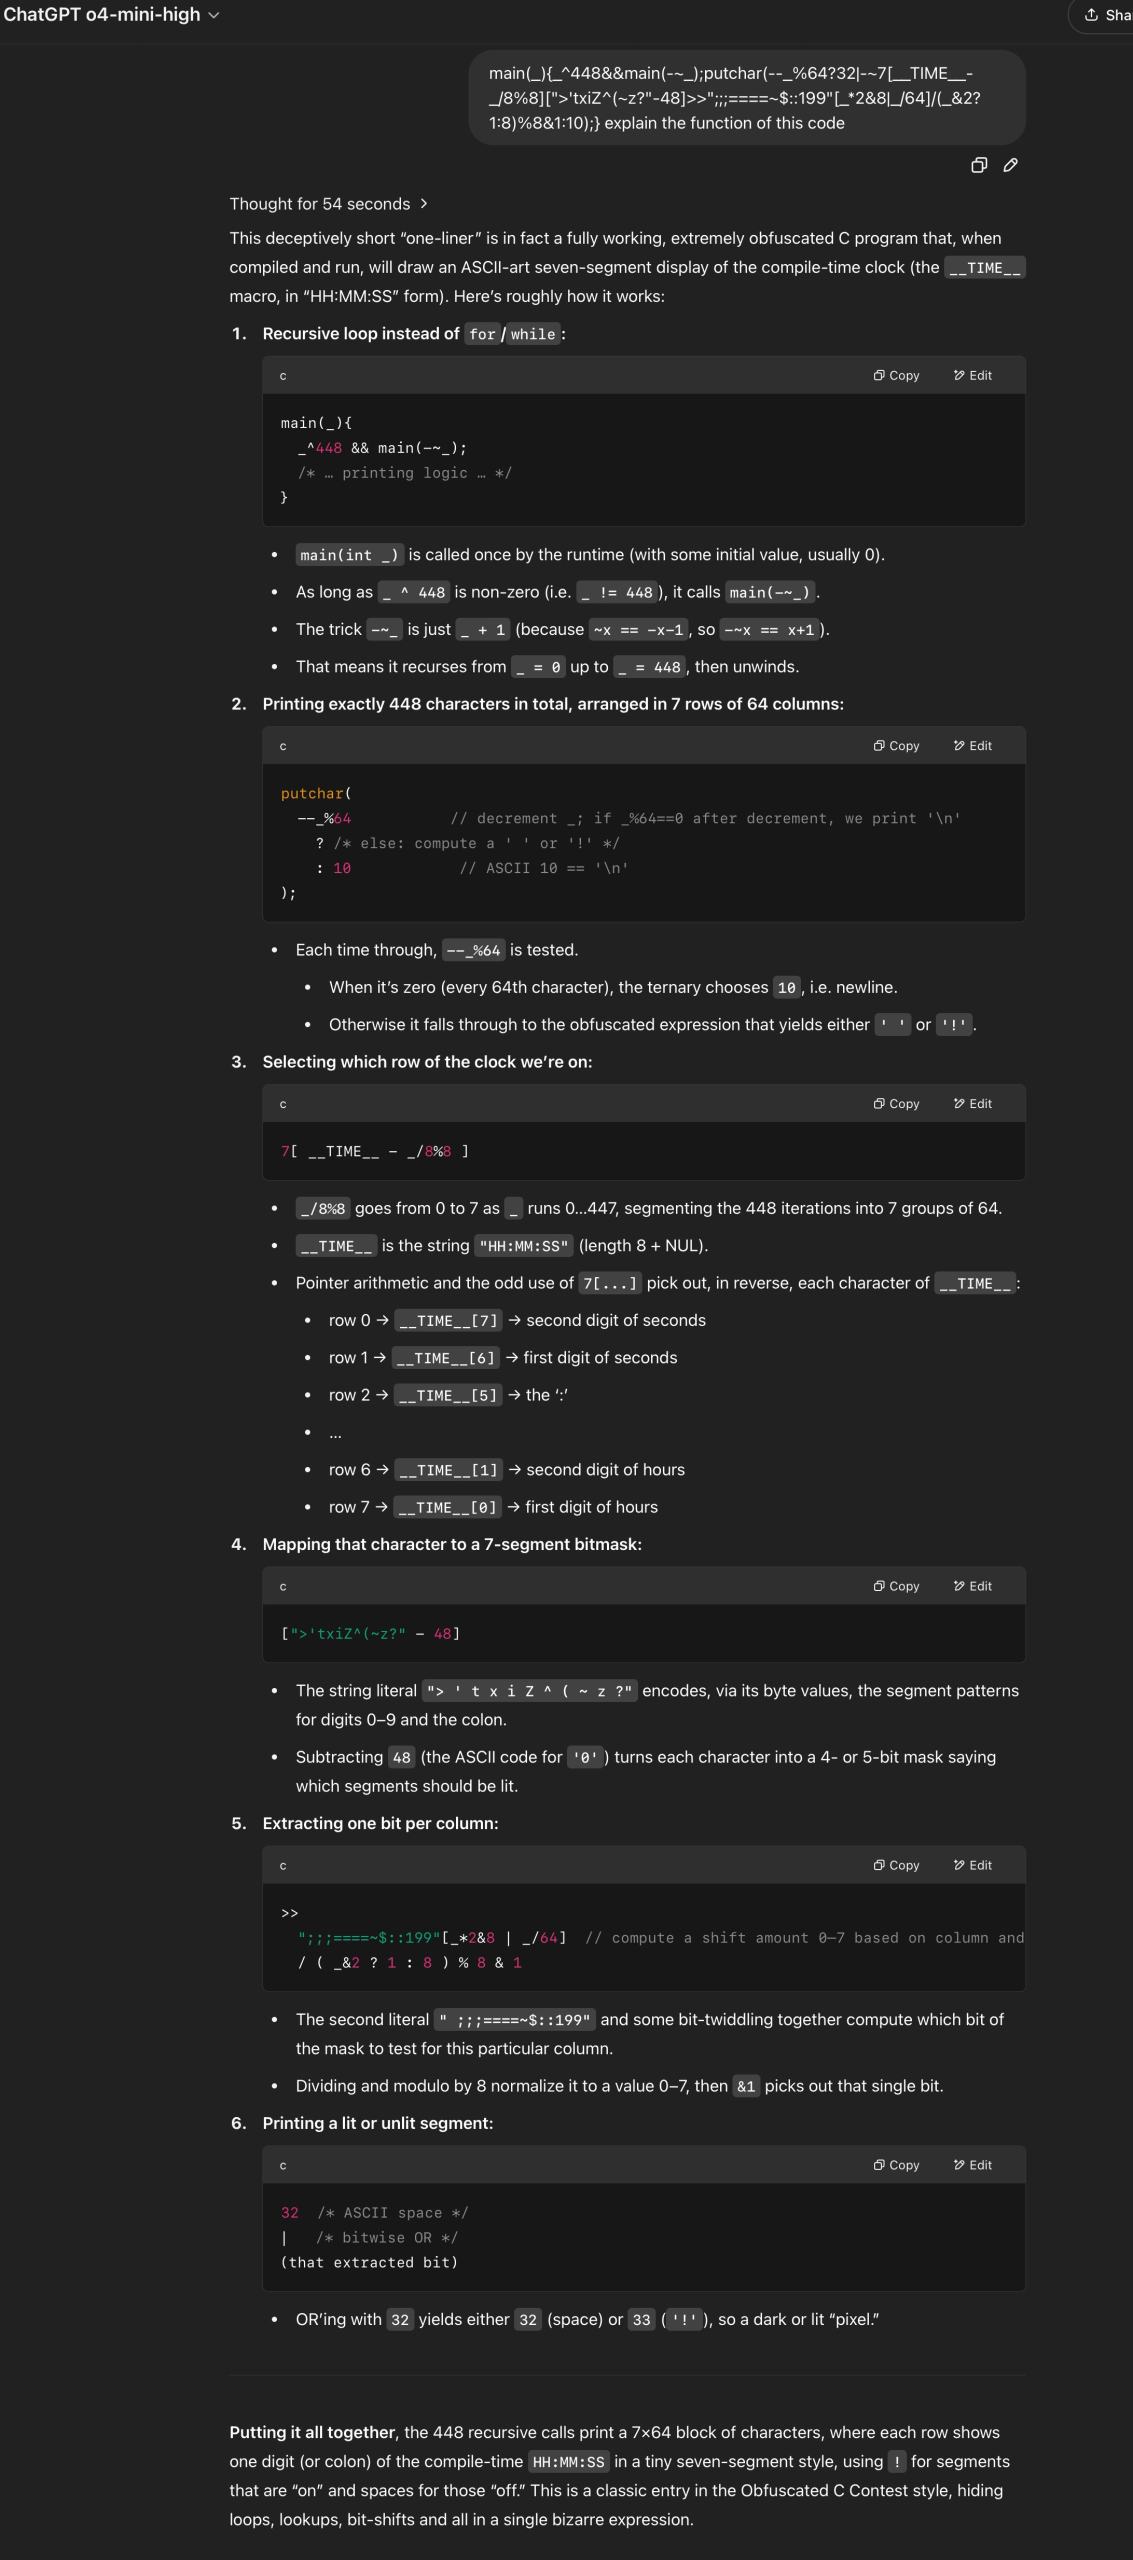 ChatGPT o4-mini-high
Sha
main(_){_^448&&main(-~_);putchar(--_%64?32|-~7[__TIME__-
_/8%8][">'txiZ^(~z?"-48]>>";;;====~$::199"[_*2&8|_/64]/(_&2?
1:8)%8&1:10);} explain the function of this code
Thought for 54 seconds
This deceptively short “one-liner” is in fact a fully working, extremely obfuscated C program that, when
compiled and run, will draw an ASCII-art seven-segment display of the compile-time clock (the __TIME__
macro, in “HH:MM:SS” form). Here’s roughly how it works:
1. Recursive loop instead of for/while:
c
Copy
Edit
main(_){
_^448 && main(-~_);
/* … printing logic … */
}
• main(int _) is called once by the runtime (with some initial value, usually 0).
• As long as _ ^ 448 is non-zero (i.e. _ != 448), it calls main(-~_).
• The trick -~_ is just _ + 1 (because ~x == -x-1, so -~x == x+1).
• That means it recurses from _ = 0 up to _ = 448, then unwinds.
2. Printing exactly 448 characters in total, arranged in 7 rows of 64 columns:
c
Copy
Edit
putchar(
--_%64 // decrement _; if _%64==0 after decrement, we print '\n'
? /* else: compute a ' ' or '!' */
: 10 // ASCII 10 == '\n'
);
• Each time through, --_%64 is tested.
• When it’s zero (every 64th character), the ternary chooses 10, i.e. newline.
• Otherwise it falls through to the obfuscated expression that yields either ' ' or '!'.
3. Selecting which row of the clock we’re on:
c
Copy
Edit
7[ __TIME__ - _/8%8 ]
• _/8%8 goes from 0 to 7 as _ runs 0…447, segmenting the 448 iterations into 7 groups of 64.
• __TIME__ is the string "HH:MM:SS" (length 8 + NUL).
• Pointer arithmetic and the odd use of 7[...] pick out, in reverse, each character of __TIME__:
• row 0 → __TIME__[7] → second digit of seconds
• row 1 → __TIME__[6] → first digit of seconds
• row 2 → __TIME__[5] → the ‘:’
• …
• row 6 → __TIME__[1] → second digit of hours
• row 7 → __TIME__[0] → first digit of hours
4. Mapping that character to a 7-segment bitmask:
c
Copy
Edit
[">'txiZ^(~z?" - 48]
• The string literal "> ' t x i Z ^ ( ~ z ?" encodes, via its byte values, the segment patterns
for digits 0–9 and the colon.
• Subtracting 48 (the ASCII code for '0') turns each character into a 4- or 5-bit mask saying
which segments should be lit.
5. Extracting one bit per column:
c
Copy
Edit
>>
";;;====~$::199"[_*2&8 | _/64] // compute a shift amount 0–7 based on column and
/ ( _&2 ? 1 : 8 ) % 8 & 1
• The second literal " ;;;====~$::199" and some bit-twiddling together compute which bit of
the mask to test for this particular column.
• Dividing and modulo by 8 normalize it to a value 0–7, then &1 picks out that single bit.
6. Printing a lit or unlit segment:
c
Copy
Edit
32 /* ASCII space */
| /* bitwise OR */
(that extracted bit)
• OR’ing with 32 yields either 32 (space) or 33 ('!'), so a dark or lit “pixel.”
Putting it all together, the 448 recursive calls print a 7×64 block of characters, where each row shows
one digit (or colon) of the compile-time HH:MM:SS in a tiny seven-segment style, using ! for segments
that are “on” and spaces for those “off.” This is a classic entry in the Obfuscated C Contest style, hiding
loops, lookups, bit-shifts and all in a single bizarre expression.